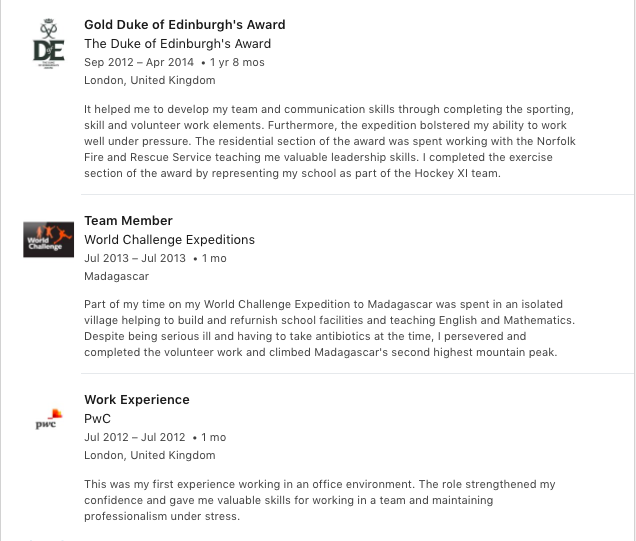 DofE
Gold Duke of Edinburgh's Award
The Duke of Edinburgh's Award
Sep 2012 – Apr 2014 • 1 yr 8 mos
London, United Kingdom
It helped me to develop my team and communication skills through completing the sporting,
skill and volunteer work elements. Furthermore, the expedition bolstered my ability to work
well under pressure. The residential section of the award was spent working with the Norfolk
Fire and Rescue Service teaching me valuable leadership skills. I completed the exercise
section of the award by representing my school as part of the Hockey XI team.
World
Challenge
Team Member
World Challenge Expeditions
Jul 2013 – Jul 2013 • 1 mo
Madagascar
Part of my time on my World Challenge Expedition to Madagascar was spent in an isolated
village helping to build and refurnish school facilities and teaching English and Mathematics.
Despite being serious ill and having to take antibiotics at the time, I persevered and
completed the volunteer work and climbed Madagascar's second highest mountain peak.
pwc
Work Experience
PwC
Jul 2012 – Jul 2012 • 1 mo
London, United Kingdom
This was my first experience working in an office environment. The role strengthened my
confidence and gave me valuable skills for working in a team and maintaining
professionalism under stress.